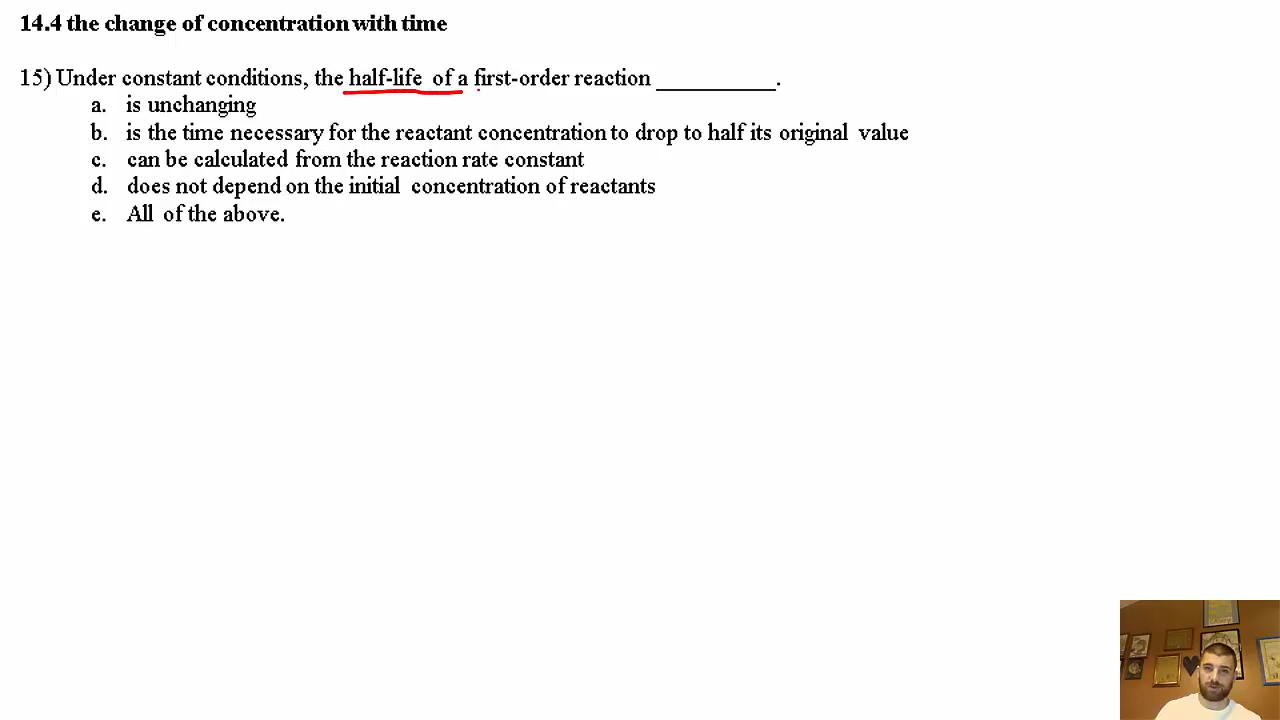 14.4 the change of concentration with time
15) Under constant conditions, the half-life of a first-order reaction ___________.
a. is unchanging
b. is the time necessary for the reactant concentration to drop to half its original value
c. can be calculated from the reaction rate constant
d. does not depend on the initial concentration of reactants
e. All of the above.